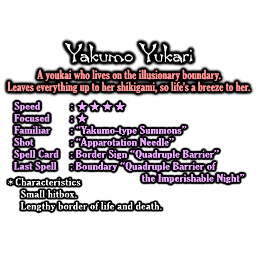 Yakumo Yukari
A youkai who lives on the illusionary boundary.
Leaves everything up to her shikigami, so life's a breeze to her.
Speed : ★★★★
Focused : ★
Familiar : "Yakumo-type Summons"
Shot : "Apparotation Needle"
Spell Card : Border Sign "Quadruple Barrier"
Last Spell : Boundary "Quadruple Barrier of
the Imperishable Night"
＊Characteristics
Small hitbox.
Lengthy border of life and death.